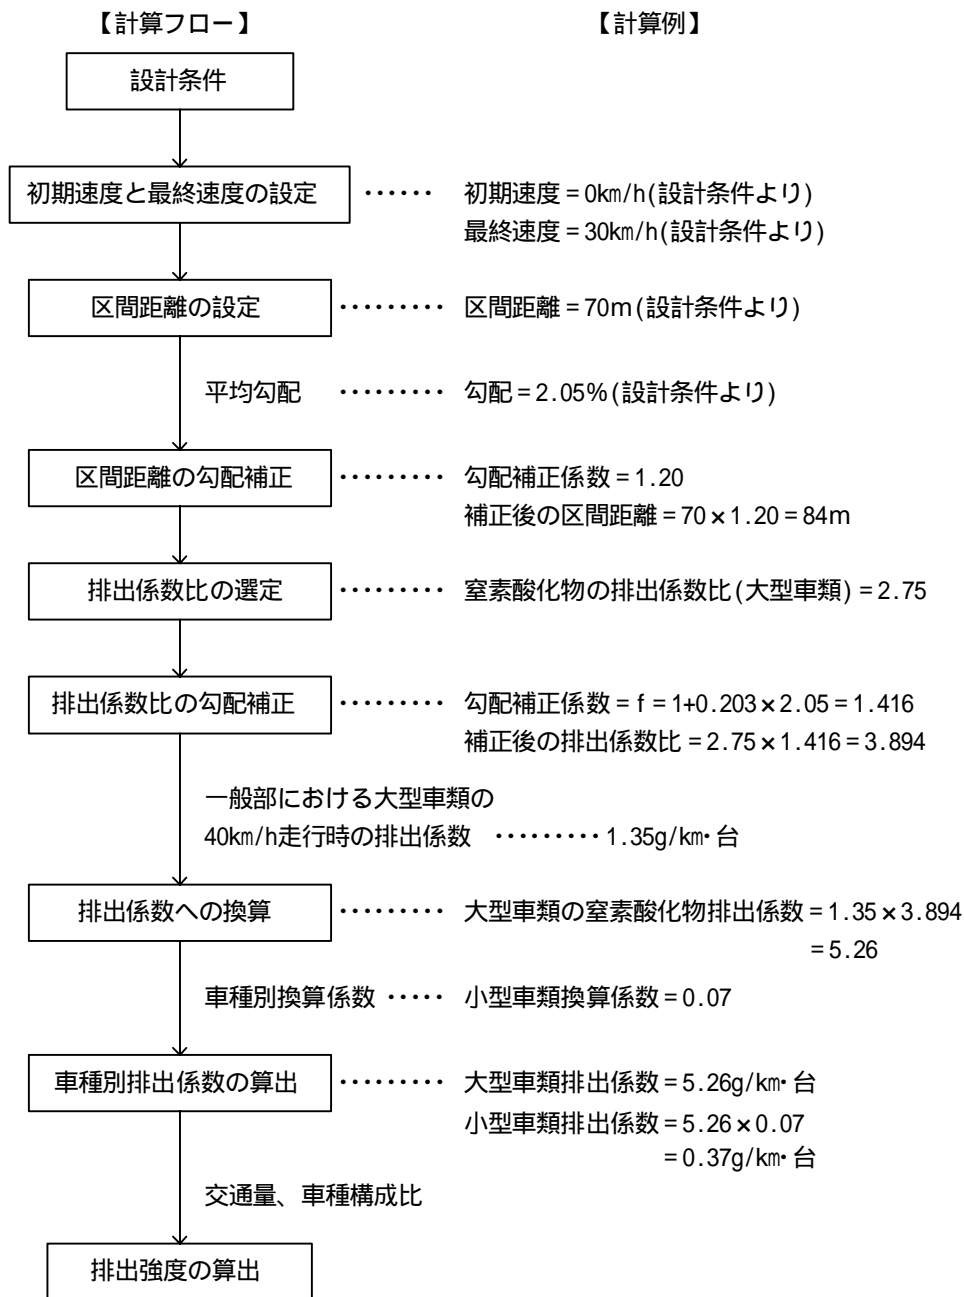 【計算フロー】 【計算例】
設計条件
初期速度と最終速度の設定 ‥‥‥ 初期速度=0km/h(設計条件より)
最終速度=30km/h(設計条件より)
区間距離の設定 ‥‥‥‥‥ 区間距離=70m(設計条件より)
平均勾配 ‥‥‥‥‥ 勾配=2.05%(設計条件より)
区間距離の勾配補正 ‥‥‥‥‥ 勾配補正係数=1.20
補正後の区間距離=70×1.20=84m
排出係数比の選定 ‥‥‥‥‥ 窒素酸化物の排出係数比(大型車類)=2.75
排出係数比の勾配補正 ‥‥‥‥‥ 勾配補正係数=f=1+0.203×2.05=1.416
補正後の排出係数比=2.75×1.416=3.894
一般部における大型車類の
40km/h走行時の排出係数 ‥‥‥‥‥1.35g/km・台
排出係数への換算 ‥‥‥‥‥ 大型車類の窒素酸化物排出係数=1.35×3.894
=5.26
車種別換算係数 ‥‥‥ 小型車類換算係数=0.07
車種別排出係数の算出 ‥‥‥‥‥ 大型車類排出係数=5.26g/km・台
小型車類排出係数=5.26×0.07
=0.37g/km・台
交通量、車種構成比
排出強度の算出